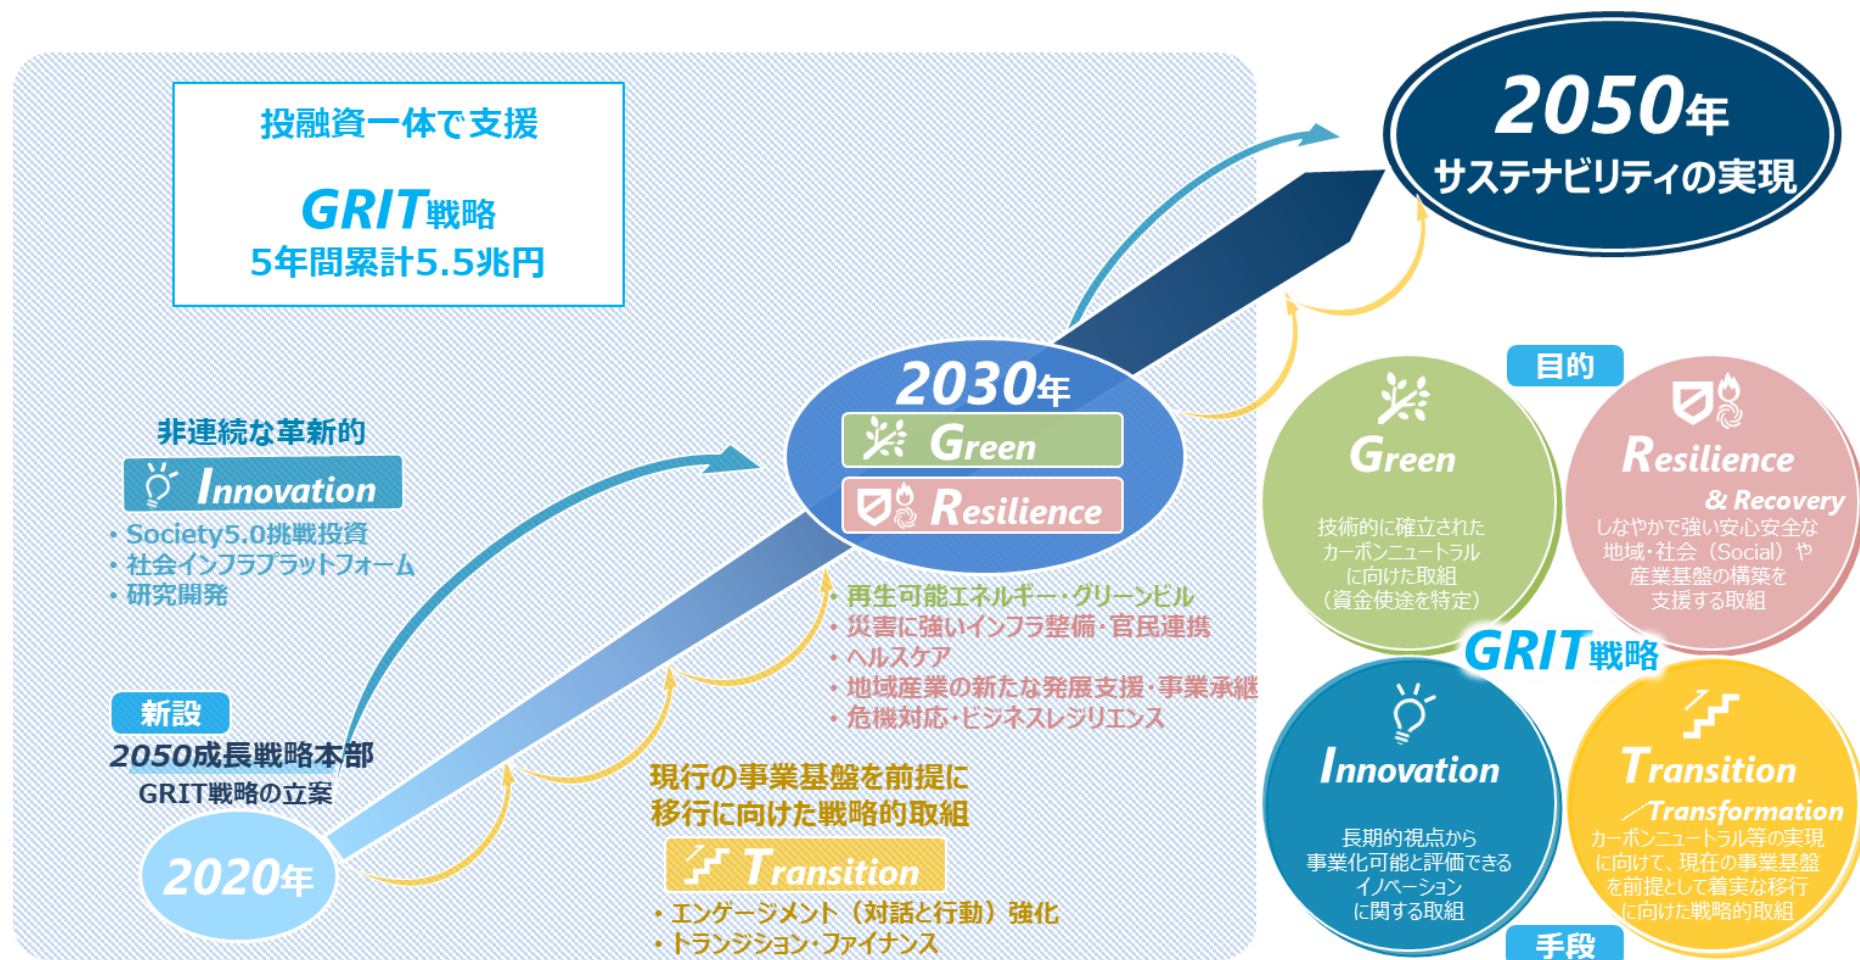 投融資一体で支援
GRIT戦略
5年間累計5.5兆円
2050年
サステナビリティの実現
2030年
Green
Resilience
非連続な革新的
Innovation
・Society5.0挑戦投資
・社会インフラプラットフォーム
・研究開発
・再生可能エネルギー・グリーンビル
・災害に強いインフラ整備・官民連携
・ヘルスケア
・地域産業の新たな発展支援・事業承継
・危機対応・ビジネスレジリエンス
新設
2050成長戦略本部
GRIT戦略の立案
2020年
現行の事業基盤を前提に
移行に向けた戦略的取組
Transition
・エンゲージメント（対話と行動）強化
・トランジション・ファイナンス
目的
Green
技術的に確立された
カーボンニュートラル
に向けた取組
（資金使途を特定）
Resilience
& Recovery
しなやかで強い安心安全な
地域・社会（Social）や
産業基盤の構築を
支援する取組
GRIT戦略
Innovation
長期的視点から
事業化可能と評価できる
イノベーション
に関する取組
Transition
／Transformation
カーボンニュートラル等の実現
に向けて、現在の事業基盤
を前提として着実な移行
に向けた戦略的取組
手段